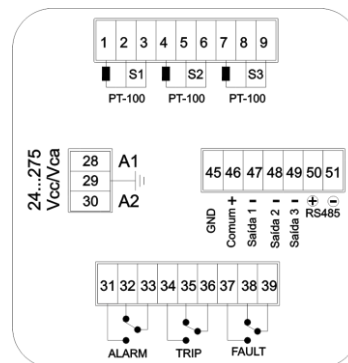 1 2 3 4 5 6 7 8 9
S1 S2 S3
PT-100 PT-100 PT-100
24...275
Vcc/Vca
28 A1
29
30 A2
45 46 47 48 49 50 51
GND
Comum +
Saída 1 -
Saída 2 -
Saída 3 -
+ -
RS485
31 32 33 34 35 36 37 38 39
ALARM TRIP FAULT